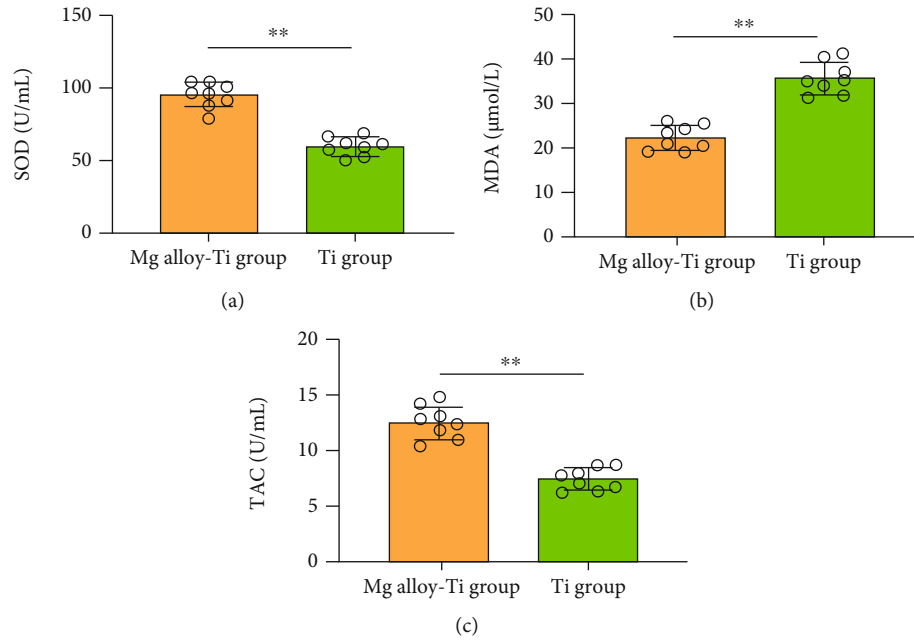 SOD (U/mL)
150
100
50
0
**
Mg alloy-Ti group
Ti group
(a)
MDA (μmol/L)
50
40
30
20
10
0
**
Mg alloy-Ti group
Ti group
(b)
TAC (U/mL)
20
15
10
5
0
**
Mg alloy-Ti group
Ti group
(c)